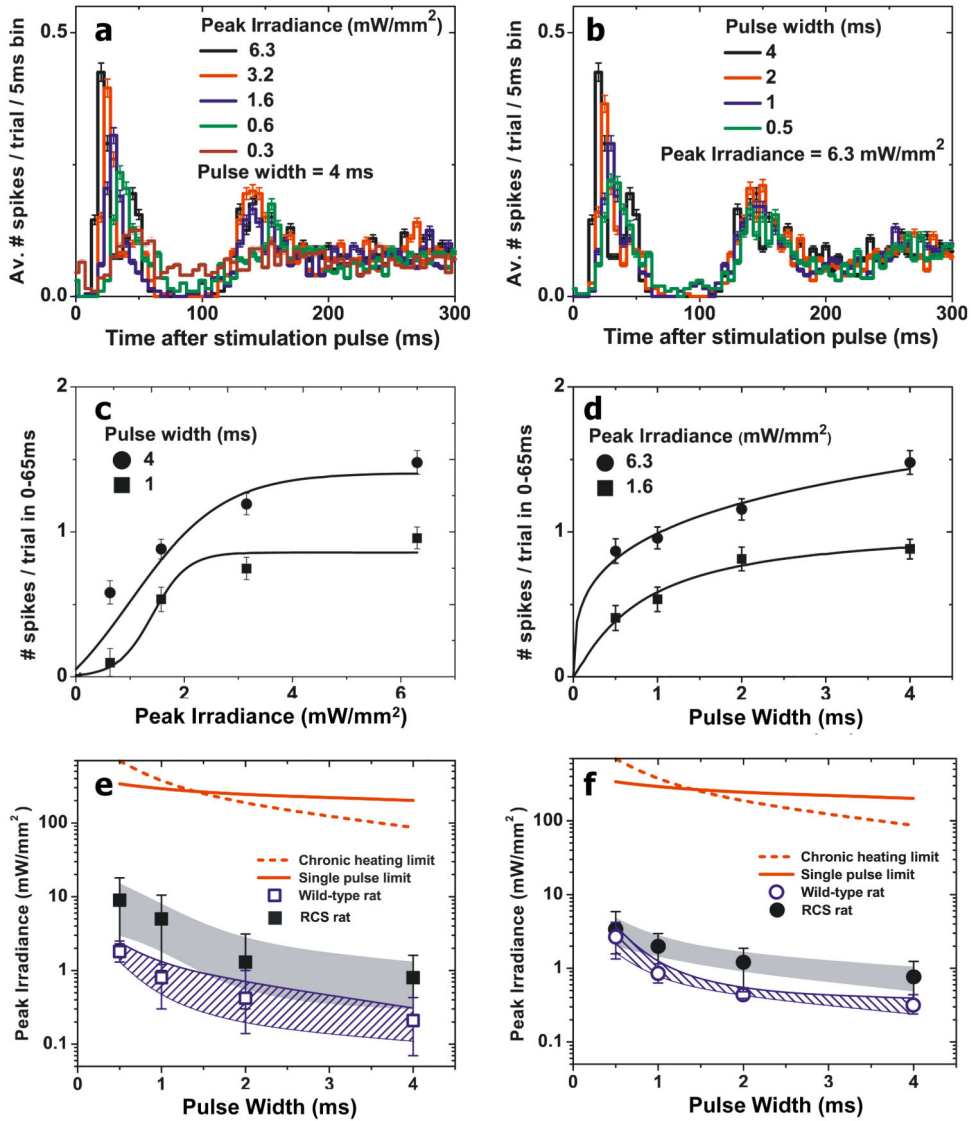 a
Peak Irradiance (mW/mm²)
6.3
3.2
1.6
0.6
0.3
Pulse width = 4 ms
0.5
0.0
Av. # spikes / trial / 5ms bin
0 100 200 300
Time after stimulation pulse (ms)
b
Pulse width (ms)
4
2
1
0.5
Peak Irradiance = 6.3 mW/mm²
0.5
0.0
Av. # spikes / trial / 5ms bin
0 100 200 300
Time after stimulation pulse (ms)
c
Pulse width (ms)
4
1
2
1
0
# spikes / trial in 0-65ms
0 2 4 6
Peak Irradiance (mW/mm²)
d
Peak Irradiance (mW/mm²)
6.3
1.6
2
1
0
# spikes / trial in 0-65ms
0 1 2 3 4
Pulse Width (ms)
e
100
10
1
0.1
Peak Irradiance (mW/mm²)
Chronic heating limit
Single pulse limit
Wild-type rat
RCS rat
0 1 2 3 4
Pulse Width (ms)
f
100
10
1
0.1
Peak Irradiance (mW/mm²)
Chronic heating limit
Single pulse limit
Wild-type rat
RCS rat
0 1 2 3 4
Pulse Width (ms)